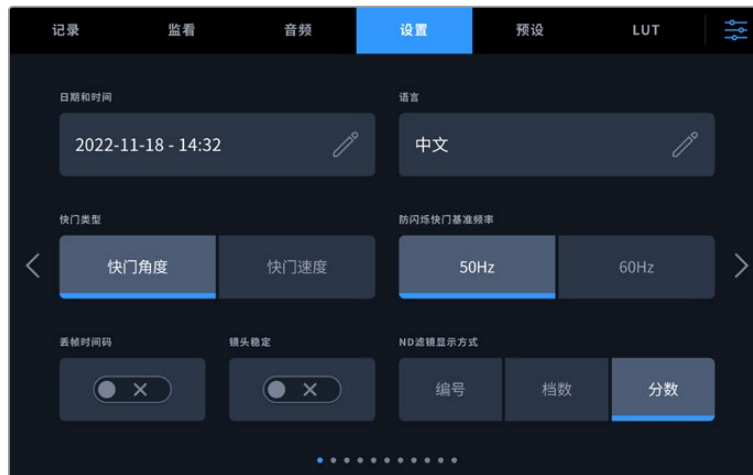 记录 监看 音频 设置 预设 LUT
日期和时间 语言
2022-11-18 - 14:32 中文
快门类型 防闪烁快门基准频率
快门角度 快门速度 50Hz 60Hz
丢帧时间码 镜头稳定 ND滤镜显示方式
编号 档数 分数